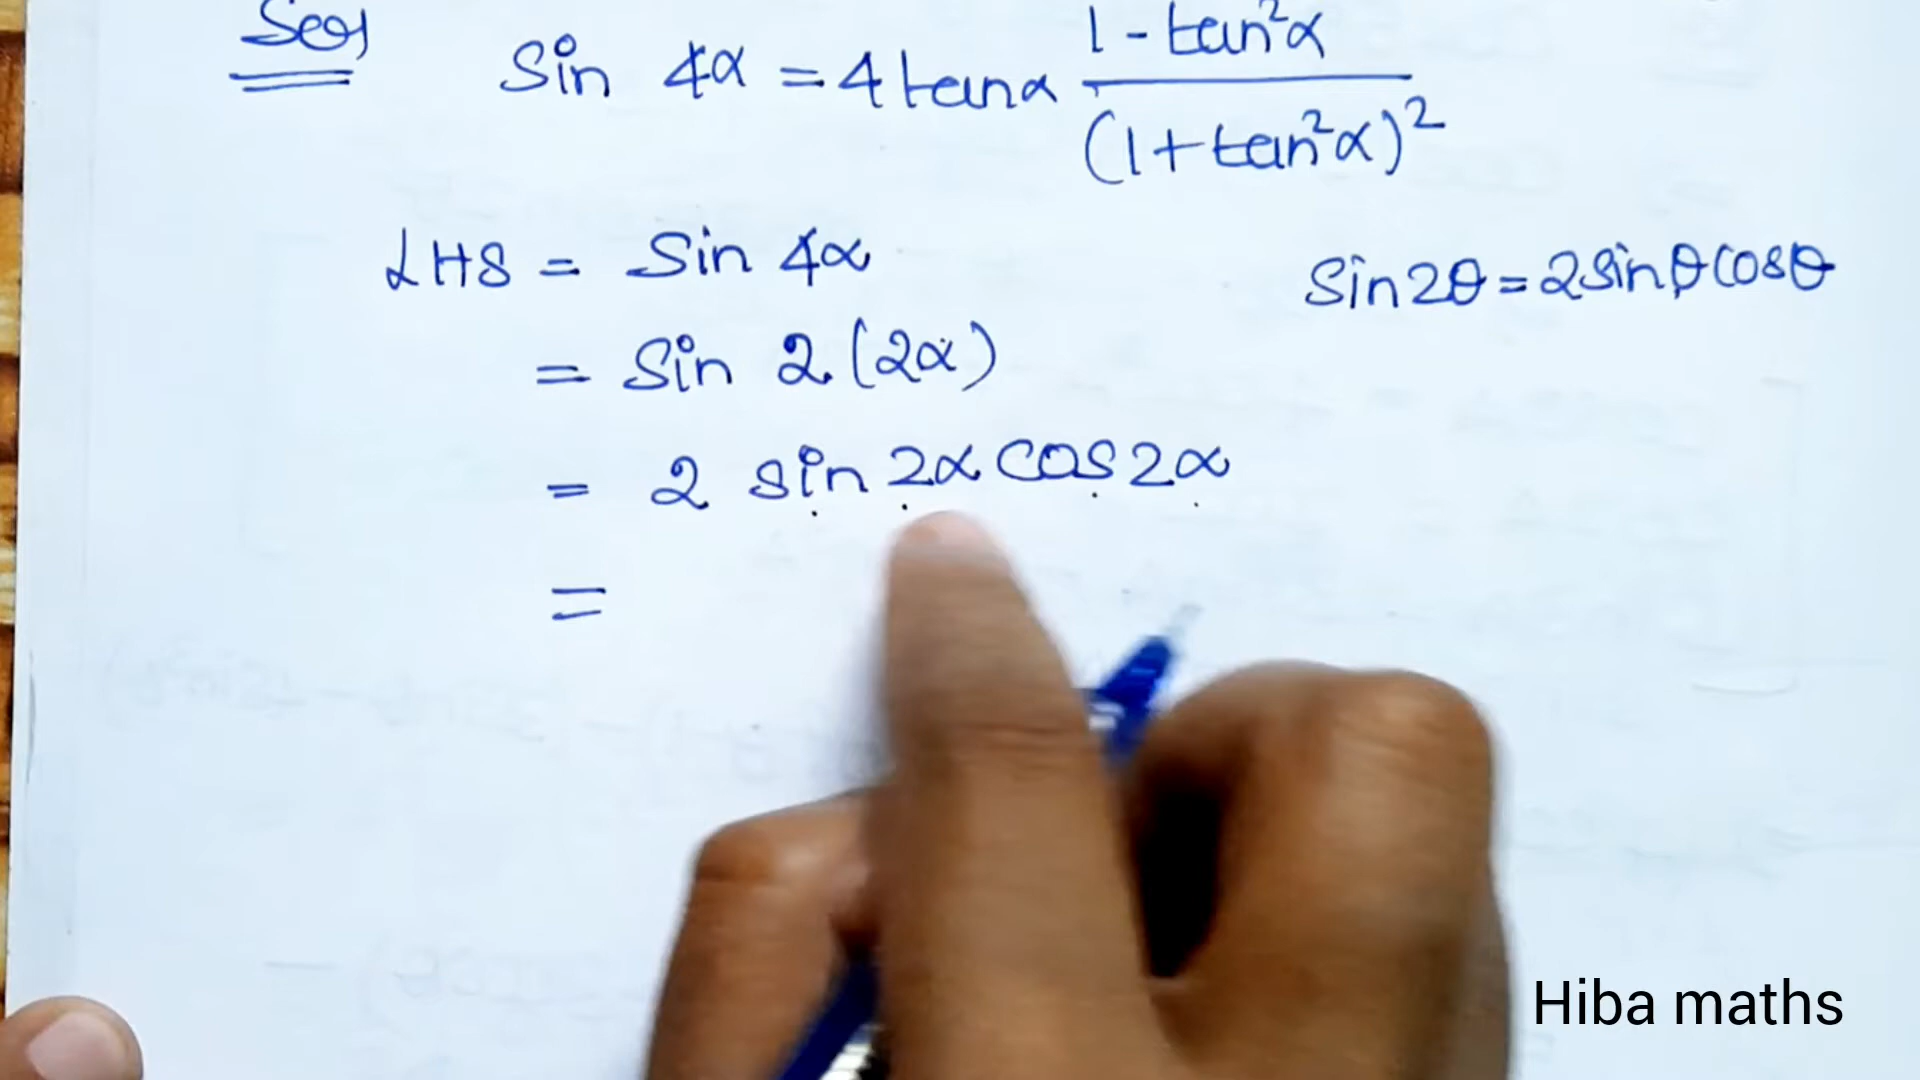 Sol
Sin 4α = 4 tanα (1 - tan²α)/(1 + tan²α)²
LHS = Sin 4α
Sin2θ = 2sinθcosθ
= Sin 2(2α)
= 2 sin 2α cos 2α
=
Hiba maths